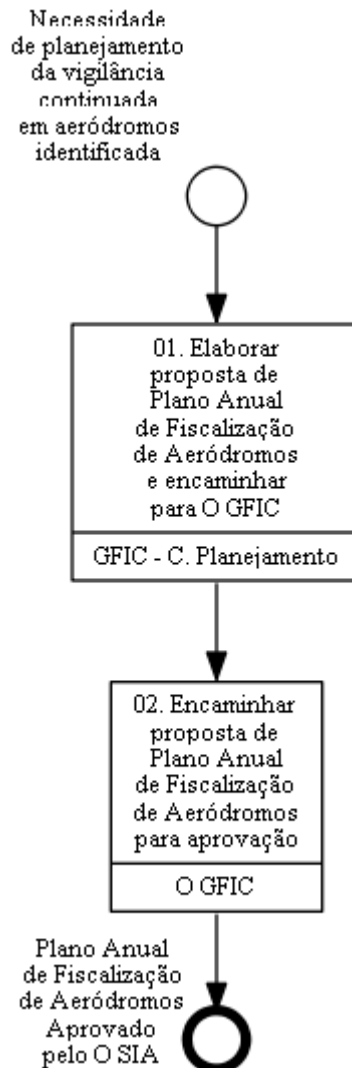 Necessidade
de planejamento
da vigilância
continuada
em aeródromos
identificada
01. Elaborar
proposta de
Plano Anual
de Fiscalização
de Aeródromos
e encaminhar
para O GFIC
GFIC - C. Planejamento
02. Encaminhar
proposta de
Plano Anual
de Fiscalização
de Aeródromos
para aprovação
O GFIC
Plano Anual
de Fiscalização
de Aeródromos
Aprovado
pelo O SIA